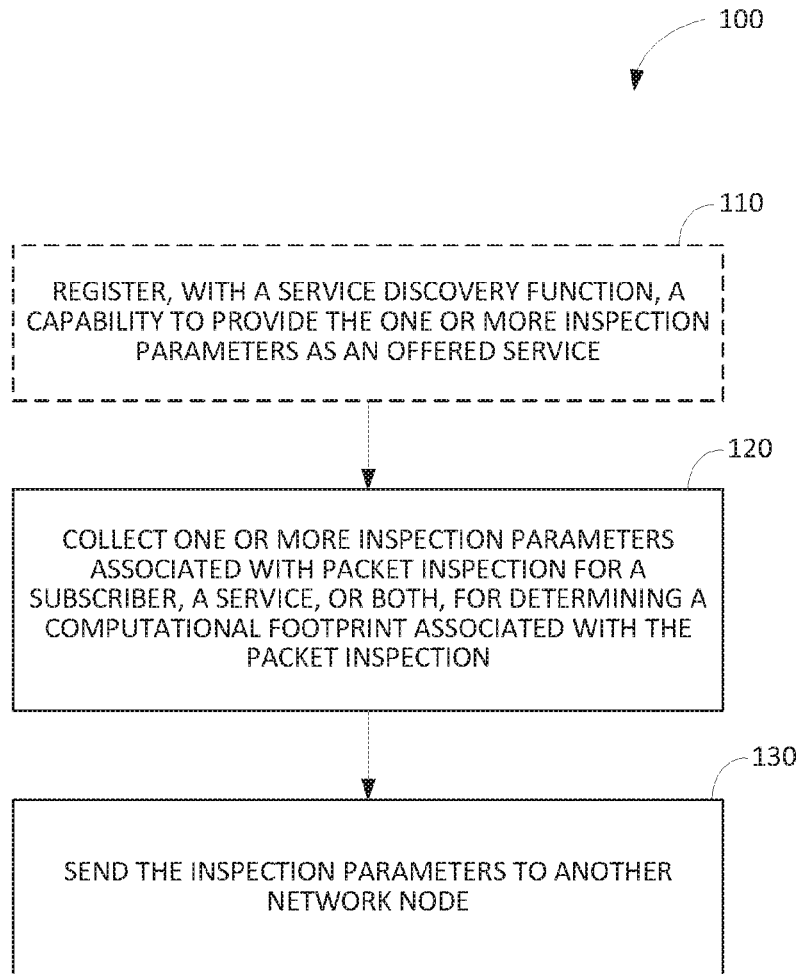 100
110
REGISTER, WITH A SERVICE DISCOVERY FUNCTION, A
CAPABILITY TO PROVIDE THE ONE OR MORE INSPECTION
PARAMETERS AS AN OFFERED SERVICE
120
COLLECT ONE OR MORE INSPECTION PARAMETERS
ASSOCIATED WITH PACKET INSPECTION FOR A
SUBSCRIBER, A SERVICE, OR BOTH, FOR DETERMINING A
COMPUTATIONAL FOOTPRINT ASSOCIATED WITH THE
PACKET INSPECTION
130
SEND THE INSPECTION PARAMETERS TO ANOTHER
NETWORK NODE